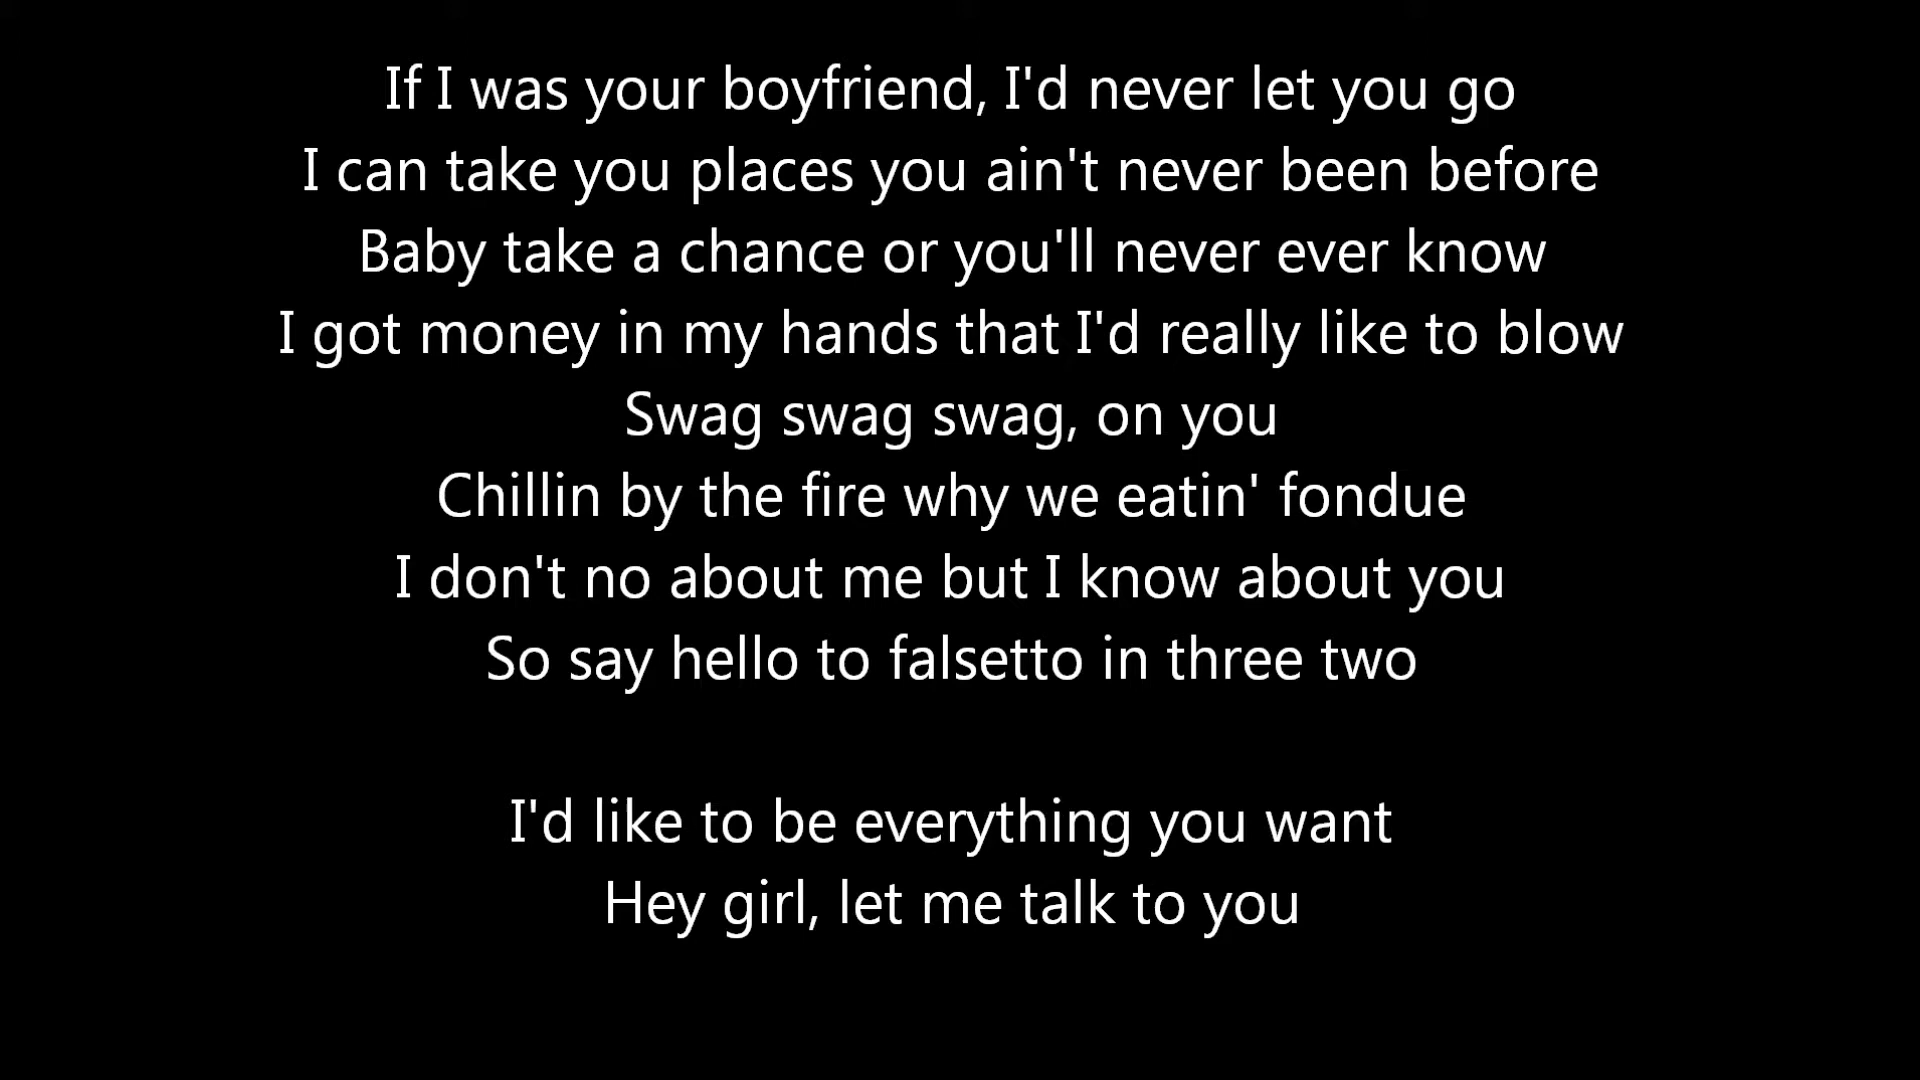 If I was your boyfriend, I'd never let you go
I can take you places you ain't never been before
Baby take a chance or you'll never ever know
I got money in my hands that I'd really like to blow
Swag swag swag, on you
Chillin by the fire why we eatin' fondue
I don't no about me but I know about you
So say hello to falsetto in three two
I'd like to be everything you want
Hey girl, let me talk to you